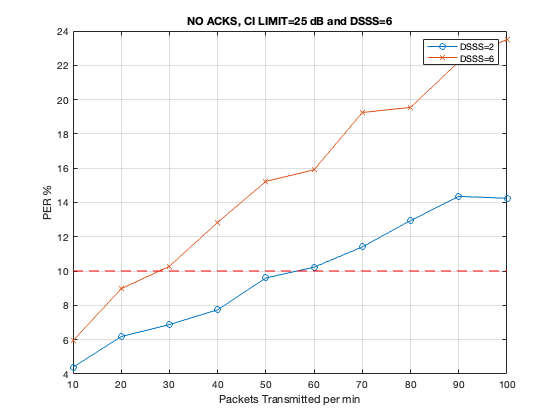 NO ACKS, CI LIMIT=25 dB and DSSS=6
DSSS=2
DSSS=6
24
22
20
18
16
14
12
10
8
6
4
PER %
10 20 30 40 50 60 70 80 90 100
Packets Transmitted per min